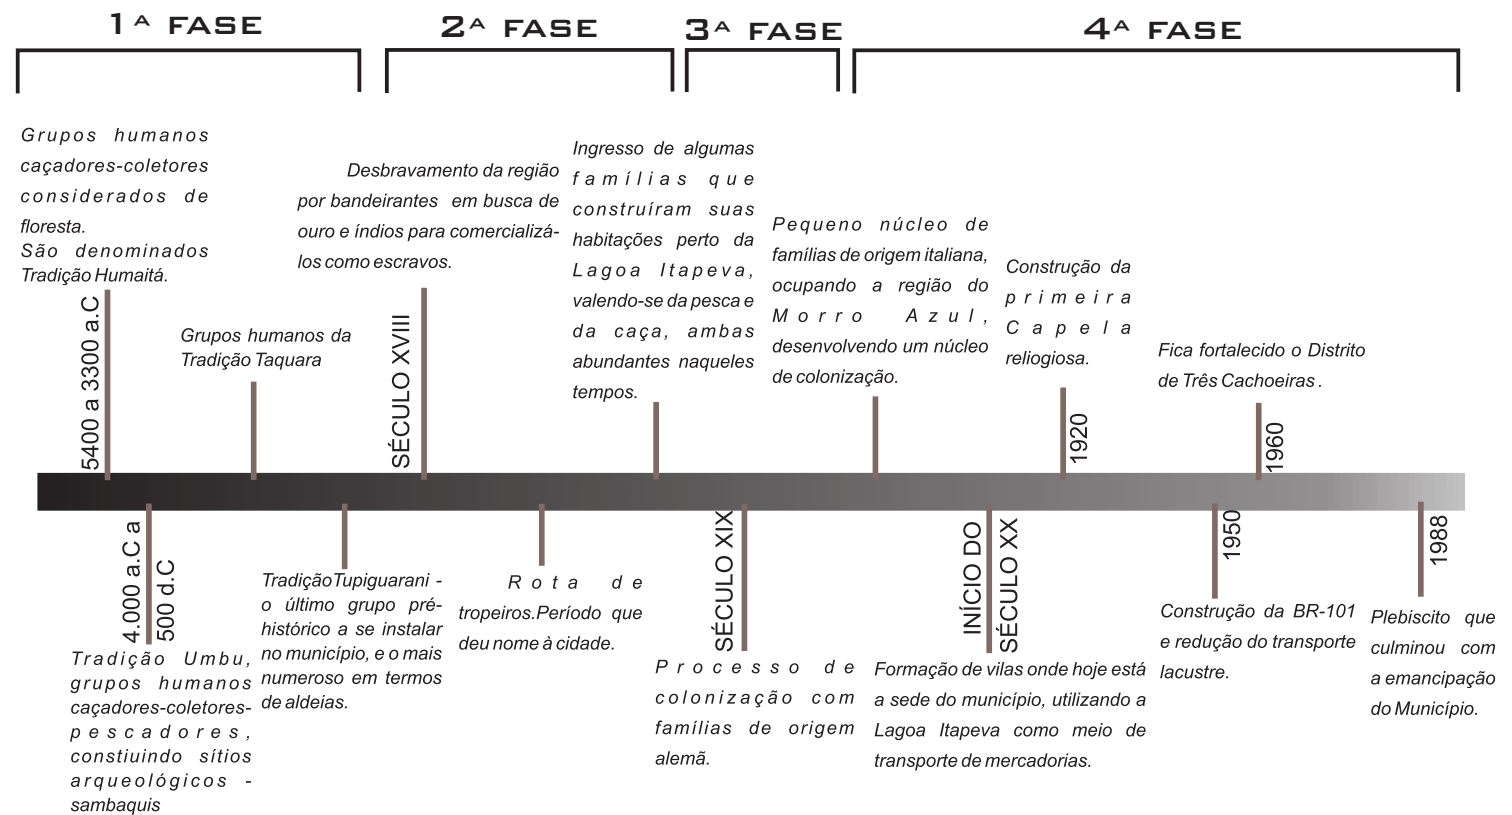 1ª FASE
2ª FASE
3ª FASE
4ª FASE
Grupos humanos
caçadores-coletores
considerados de
floresta.
São denominados
Tradição Humaitá.
5400 a 3300 a.C
Grupos humanos da
Tradição Taquara
Desbravamento da região
por bandeirantes em busca de
ouro e índios para comercializá-
los como escravos.
SÉCULO XVIII
Ingresso de algumas
famílias que
construíram suas
habitações perto da
Lagoa Itapeva,
valendo-se da pesca e
da caça, ambas
abundantes naqueles
tempos.
Pequeno núcleo de
famílias de origem italiana,
ocupando a região do
Morro Azul,
desenvolvendo um núcleo
de colonização.
Construção da
primeira
Capela
reliogiosa.
1920
Fica fortalecido o Distrito
de Três Cachoeiras .
1960
4.000 a.C a
500 d.C
Tradição Umbu,
grupos humanos
caçadores-coletores-
pescadores,
constiuindo sítios
arqueológicos -
sambaquis
TradiçãoTupiguarani -
o último grupo pré-
histórico a se instalar
no município, e o mais
numeroso em termos
de aldeias.
Rota de
tropeiros.Período que
deu nome à cidade.
SÉCULO XIX
Processo de
colonização com
famílias de origem
alemã.
INÍCIO DO
SÉCULO XX
Formação de vilas onde hoje está
a sede do município, utilizando a
Lagoa Itapeva como meio de
transporte de mercadorias.
1950
Construção da BR-101
e redução do transporte
lacustre.
1988
Plebiscito que
culminou com
a emancipação
do Município.